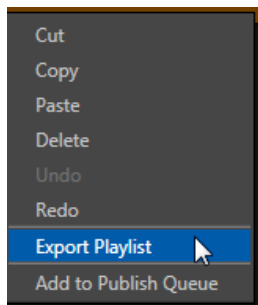 Cut
Copy
Paste
Delete
Undo
Redo
Export Playlist
Add to Publish Queue